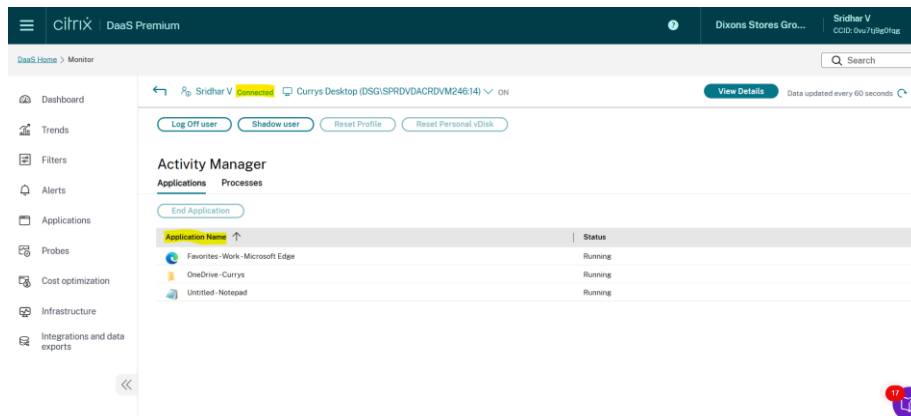 citrix | DaaS Premium
?
Dixons Stores Gro...
Sridhar V
CCID: 0vu7tj9g0fqg
DaaS Home > Monitor
Search
Dashboard
Trends
Filters
Alerts
Applications
Probes
Cost optimization
Infrastructure
Integrations and data
exports
Sridhar V Connected Currys Desktop (DSG\SPRDVDACRDVM246:14) ON
View Details
Data updated every 60 seconds
Log Off user
Shadow user
Reset Profile
Reset Personal vDisk
Activity Manager
Applications Processes
End Application
Application Name ↑ Status
Favorites - Work - Microsoft Edge Running
OneDrive - Currys Running
Untitled - Notepad Running
17